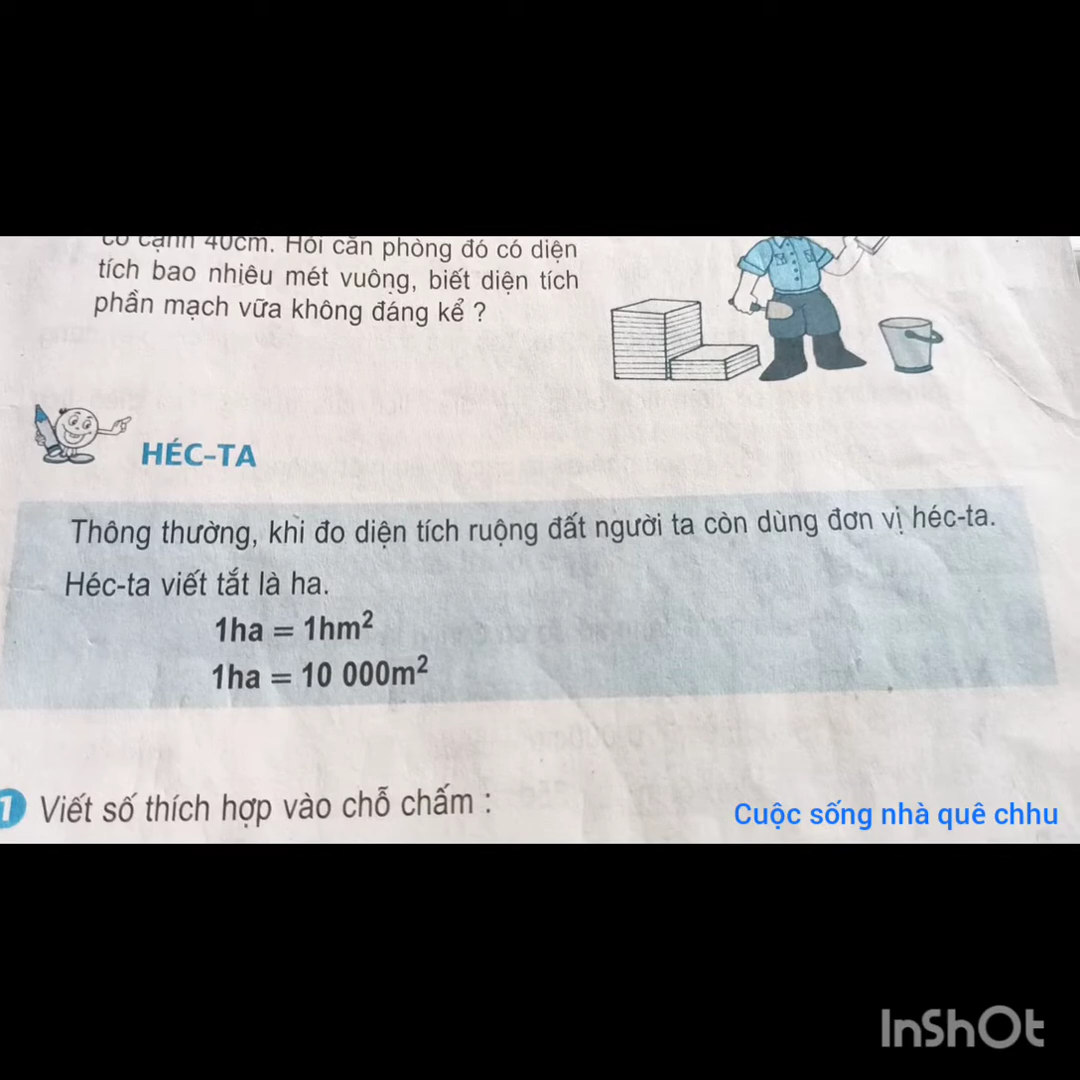 có cạnh 40cm. Hỏi căn phòng đó có diện
tích bao nhiêu mét vuông, biết diện tích
phần mạch vữa không đáng kể ?
HÉC-TA
Thông thường, khi đo diện tích ruộng đất người ta còn dùng đơn vị héc-ta.
Héc-ta viết tắt là ha.
1ha = 1hm²
1ha = 10 000m²
1 Viết số thích hợp vào chỗ chấm :
Cuộc sống nhà quê chhu
InShOt